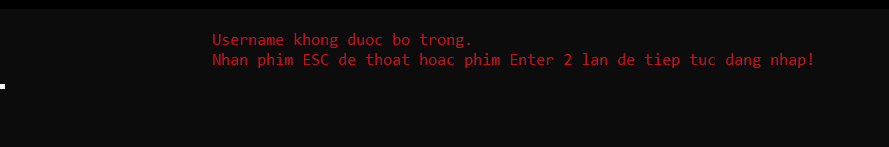 Username khong duoc bo trong.
Nhan phim ESC de thoat hoac phim Enter 2 lan de tiep tuc dang nhap!